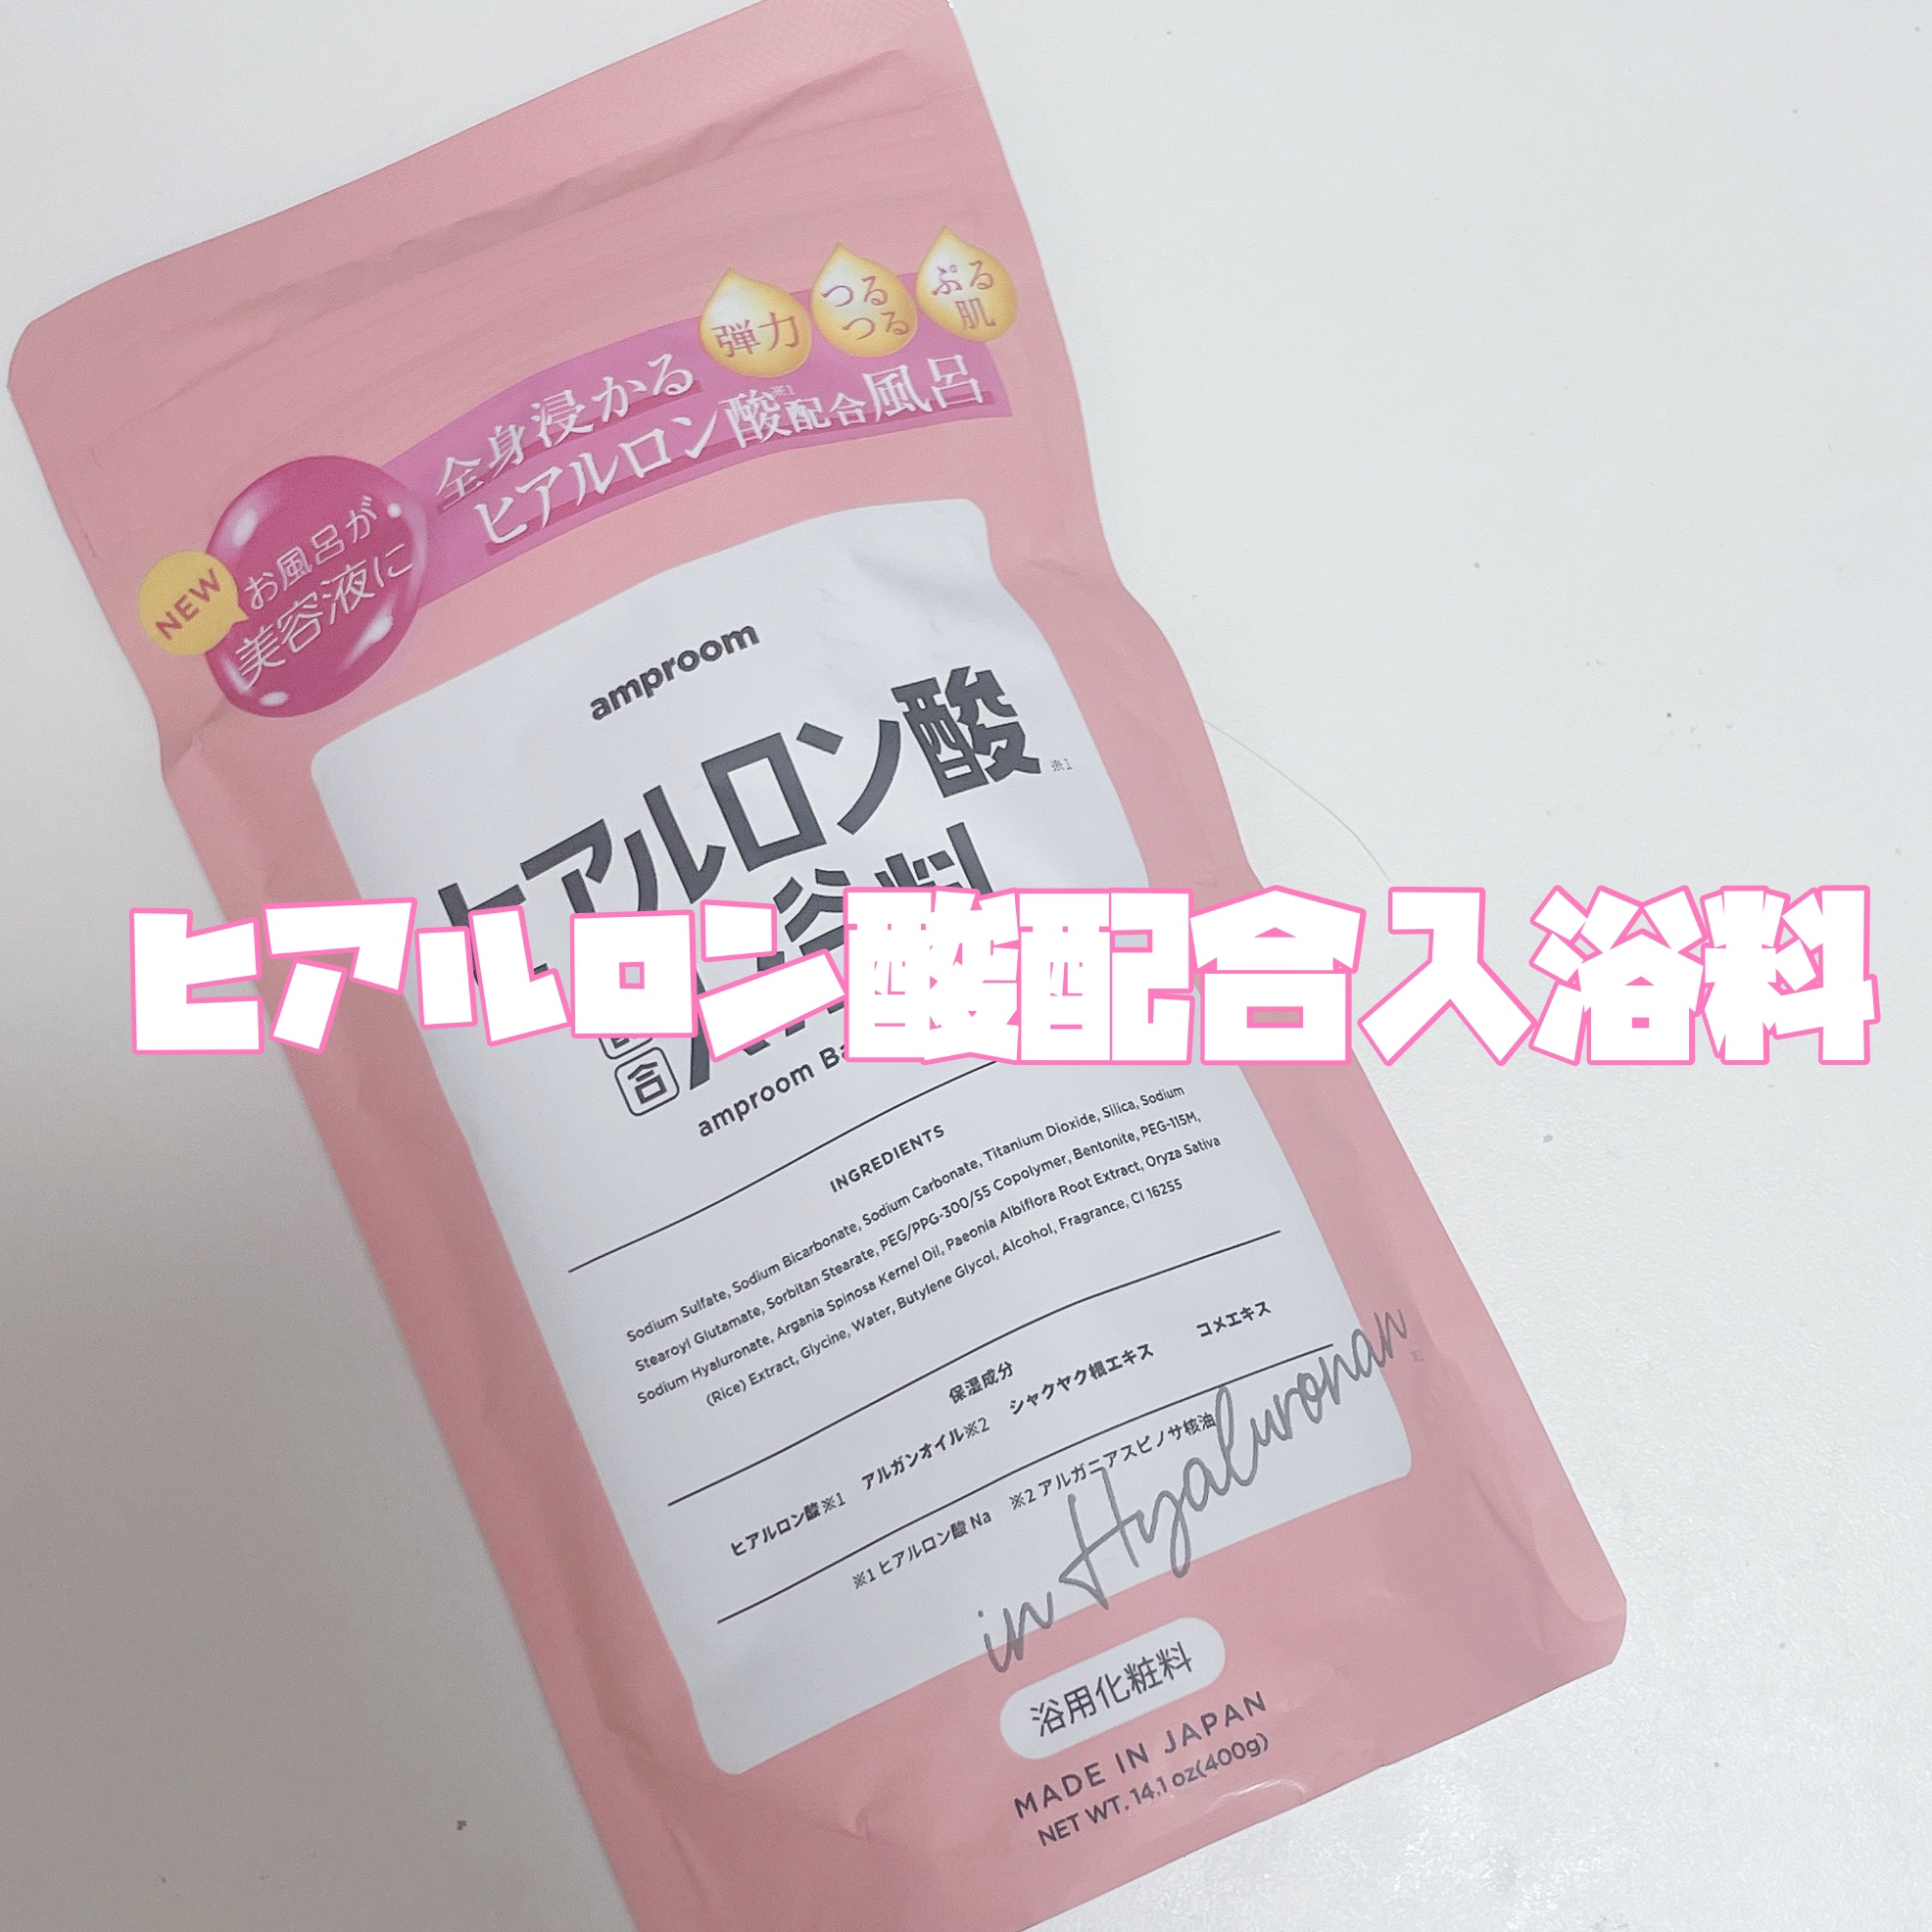 弾力
つる
つる
ぷる
肌
全身浸かる
ヒアルロン酸※1配合風呂
NEW
お風呂が
美容液に
amproom
ヒアルロン酸※1
ヒアルロン酸配合入浴料
合
amproom
INGREDIENTS
Sodium Sulfate, Sodium Bicarbonate, Sodium Carbonate, Titanium Dioxide, Silica, Sodium
Stearoyl Glutamate, Sorbitan Stearate, PEG/PPG-300/55 Copolymer, Bentonite, PEG-115M,
Sodium Hyaluronate, Argania Spinosa Kernel Oil, Paeonia Albiflora Root Extract, Oryza Sativa
(Rice) Extract, Glycine, Water, Butylene Glycol, Alcohol, Fragrance, CI 16255
保湿成分
ヒアルロン酸※1 アルガンオイル※2 シャクヤク根エキス コメエキス
※1 ヒアルロン酸 Na ※2 アルガニアスピノサ核油
in Hyaluronan
浴用化粧料
MADE IN JAPAN
NET WT. 14.1 oz(400g)